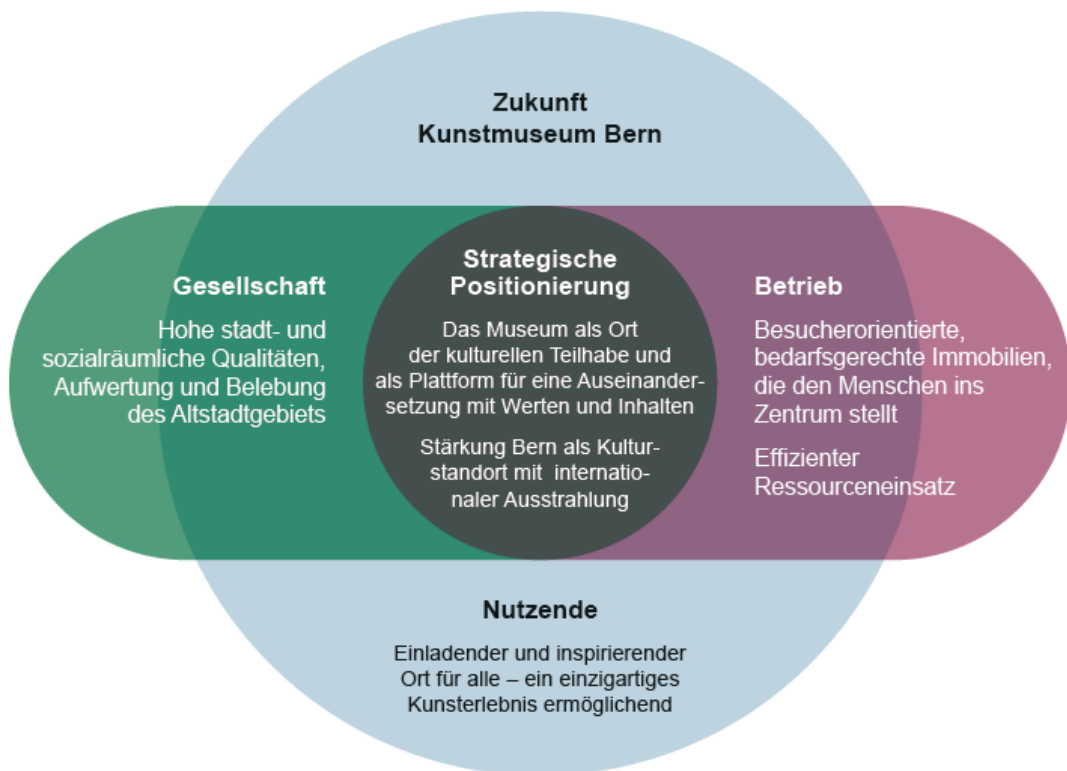 Zukunft
Kunstmuseum Bern
Gesellschaft
Hohe stadt- und
sozialräumliche Qualitäten,
Aufwertung und Belebung
des Altstadtgebiets
Strategische
Positionierung
Das Museum als Ort
der kulturellen Teilhabe und
als Plattform für eine Auseinander-
setzung mit Werten und Inhalten
Stärkung Bern als Kultur-
standort mit internatio-
naler Ausstrahlung
Betrieb
Besucherorientierte,
bedarfsgerechte Immobilien,
die den Menschen ins
Zentrum stellt
Effizienter
Ressourceneinsatz
Nutzende
Einladender und inspirierender
Ort für alle – ein einzigartiges
Kunsterlebnis ermöglichend